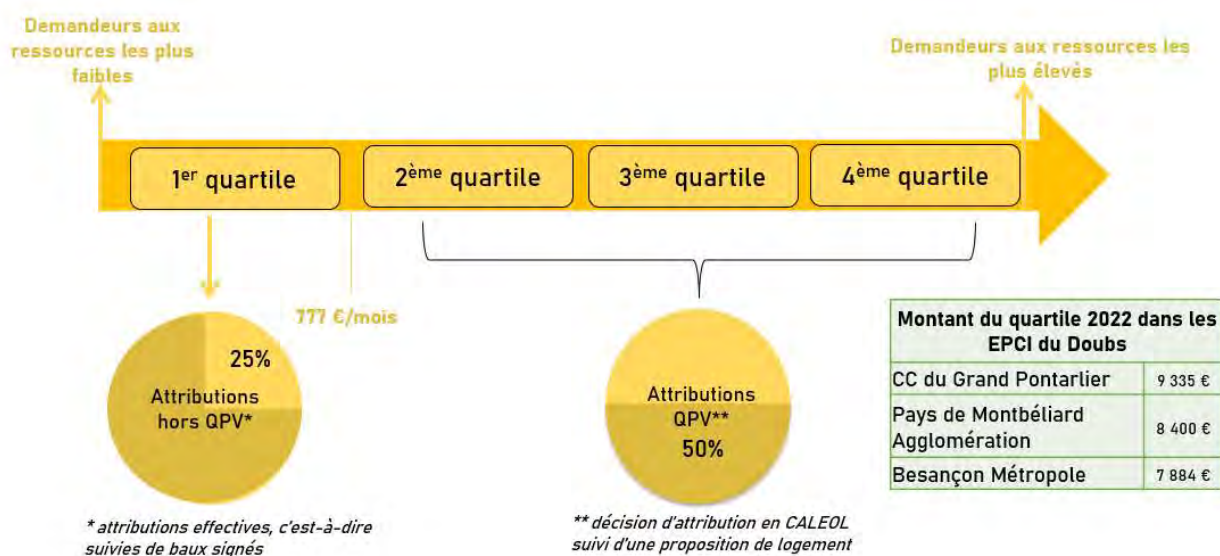 Demandeurs aux
ressources les plus
faibles
Demandeurs aux ressources les
plus élevès
1er quartile
2ème quartile
3ème quartile
4ème quartile
777 €/mois
25%
Attributions
hors QPV*
Attributions
QPV**
50%
* attributions effectives, c'est-à-dire
suivies de baux signés
** décision d'attribution en CALEOL
suivi d'une proposition de logement
Montant du quartile 2022 dans les
EPCI du Doubs
CC du Grand Pontarlier 9 335 €
Pays de Montbéliard
Agglomération 8 400 €
Besançon Métropole 7 884 €